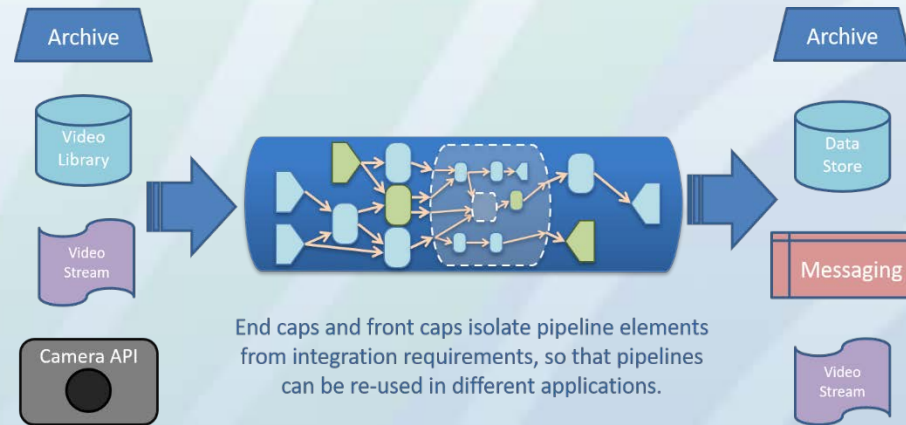 Archive
Video
Library
Video
Stream
Camera API
End caps and front caps isolate pipeline elements
from integration requirements, so that pipelines
can be re-used in different applications.
Archive
Data
Store
Messaging
Video
Stream